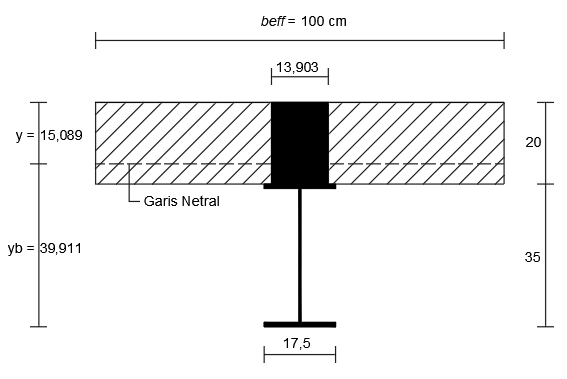 beff = 100 cm
13,903
y = 15,089
20
Garis Netral
yb = 39,911
35
17,5